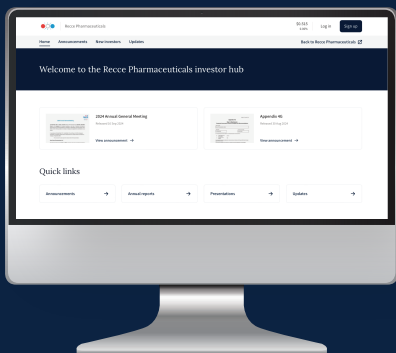 Recce Pharmaceuticals
$0.515
Log in
Sign up
Home Announcements New investors Updates
Back to Recce Pharmaceuticals
Welcome to the Recce Pharmaceuticals investor hub
2024 Annual General Meeting
View announcement →
Appendix 4G
View announcement →
Quick links
Announcements →
Annual reports →
Presentations →
Updates →